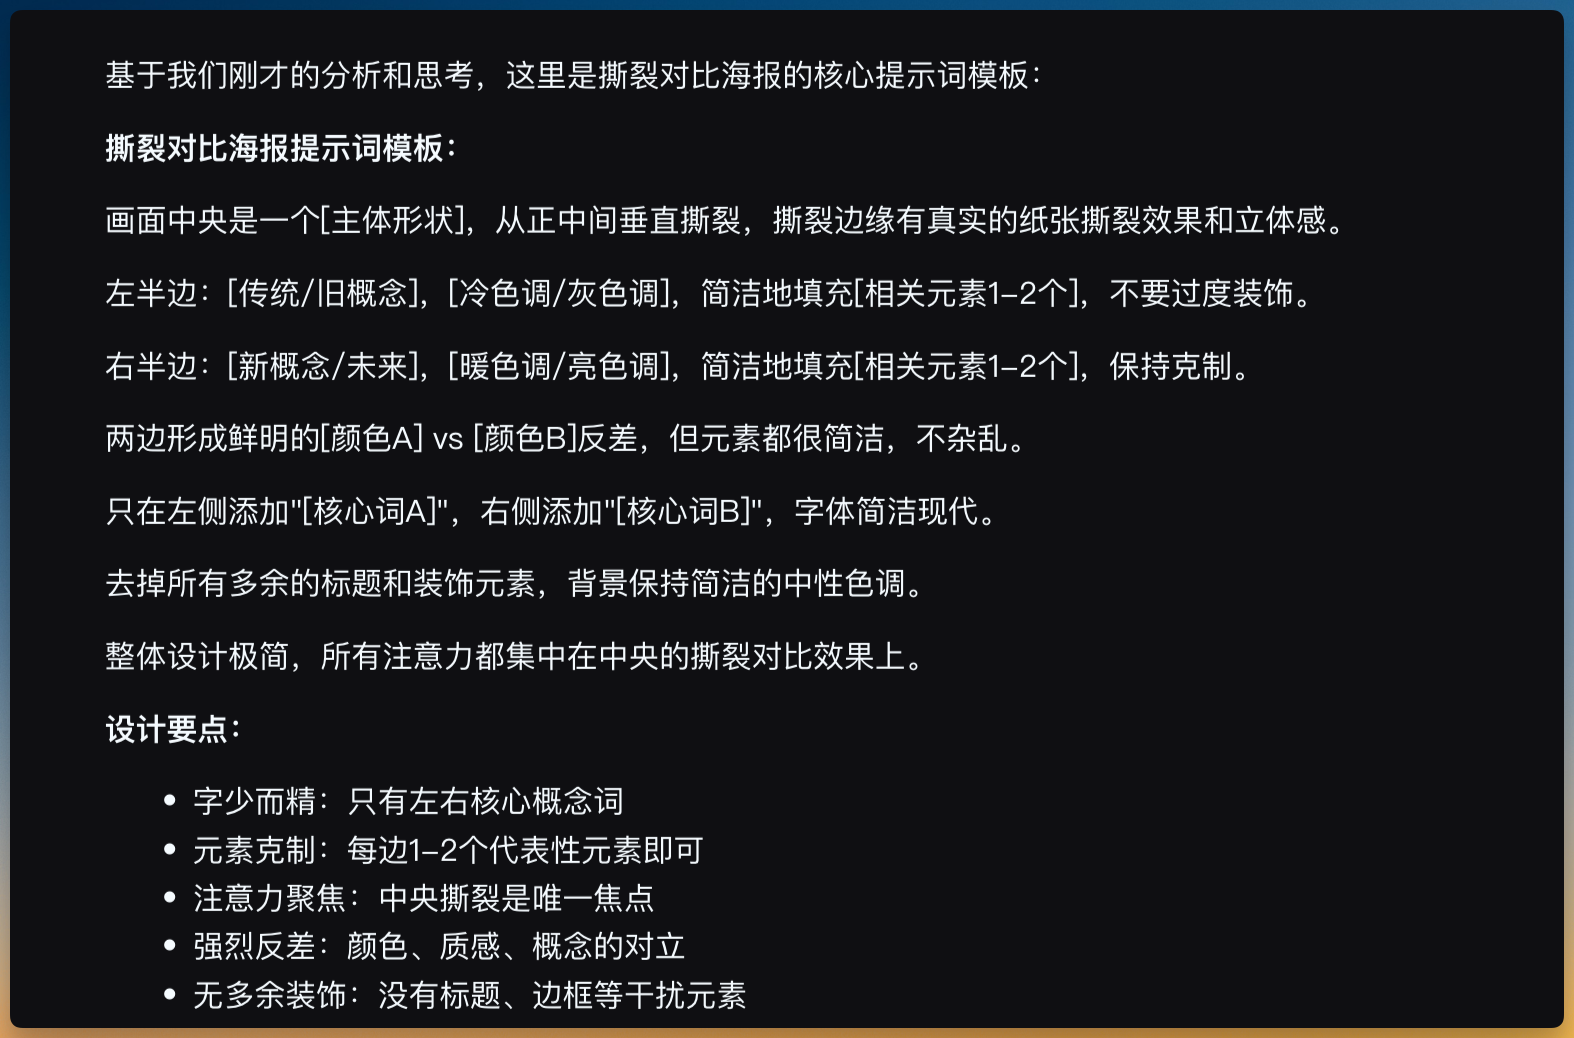 基于我们刚才的分析和思考，这里是撕裂对比海报的核心提示词模板：
撕裂对比海报提示词模板：
画面中央是一个[主体形状]，从正中间垂直撕裂，撕裂边缘有真实的纸张撕裂效果和立体感。
左半边：[传统/旧概念]，[冷色调/灰色调]，简洁地填充[相关元素1-2个]，不要过度装饰。
右半边：[新概念/未来]，[暖色调/亮色调]，简洁地填充[相关元素1-2个]，保持克制。
两边形成鲜明的[颜色A] vs [颜色B]反差，但元素都很简洁，不杂乱。
只在左侧添加"[核心词A]"，右侧添加"[核心词B]"，字体简洁现代。
去掉所有多余的标题和装饰元素，背景保持简洁的中性色调。
整体设计极简，所有注意力都集中在中央的撕裂对比效果上。
设计要点：
• 字少而精：只有左右核心概念词
• 元素克制：每边1-2个代表性元素即可
• 注意力聚焦：中央撕裂是唯一焦点
• 强烈反差：颜色、质感、概念的对立
• 无多余装饰：没有标题、边框等干扰元素